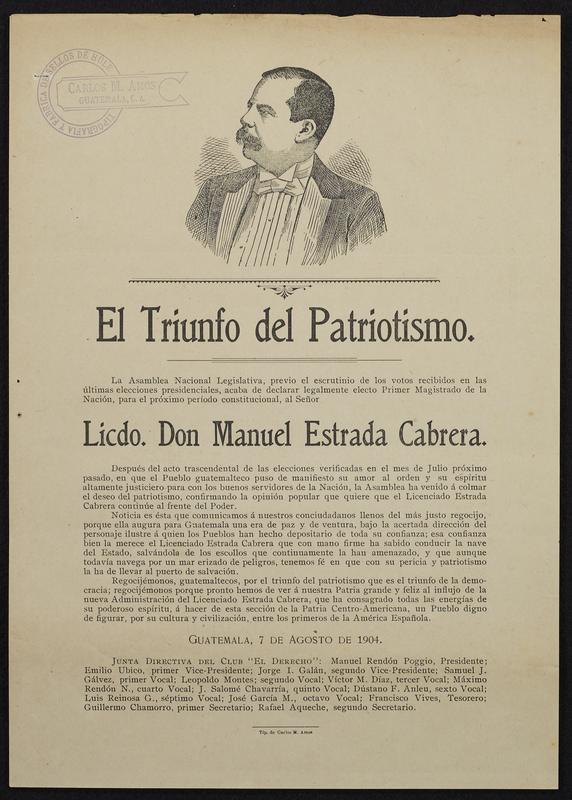 TIPOGRAFIA Y FABRICA DE SELLOS DE HULE
CARLOS M. AMOS
GUATEMALA, C. A.
El Triunfo del Patriotismo.
La Asamblea Nacional Legislativa, previo el escrutinio de los votos recibidos en las
últimas elecciones presidenciales, acaba de declarar legalmente electo Primer Magistrado de la
Nación, para el próximo período constitucional, al Señor
Licdo. Don Manuel Estrada Cabrera.
Después del acto trascendental de las elecciones verificadas en el mes de Julio próximo
pasado, en que el Pueblo guatemalteco puso de manifiesto su amor al orden y su espíritu
altamente justiciero para con los buenos servidores de la Nación, la Asamblea ha venido á colmar
el deseo del patriotismo, confirmando la opinión popular que quiere que el Licenciado Estrada
Cabrera continúe al frente del Poder.
Noticia es ésta que comunicamos á nuestros conciudadanos llenos del más justo regocijo,
porque ella augura para Guatemala una era de paz y de ventura, bajo la acertada dirección del
personaje ilustre á quien los Pueblos han hecho depositario de toda su confianza; esa confianza
bien la merece el Licenciado Estrada Cabrera que con mano firme ha sabido conducir la nave
del Estado, salvándola de los escollos que continuamente la han amenazado, y que aunque
todavía navega por un mar erizado de peligros, tenemos fé en que con su pericia y patriotismo
la ha de llevar al puerto de salvación.
Regocijémonos, guatemaltecos, por el triunfo del patriotismo que es el triunfo de la demo-
cracia; regocijémonos porque pronto hemos de ver á nuestra Patria grande y feliz al influjo de la
nueva Administración del Licenciado Estrada Cabrera, que ha consagrado todas las energías de
su poderoso espíritu, á hacer de esta sección de la Patria Centro-Americana, un Pueblo digno
de figurar, por su cultura y civilización, entre los primeros de la América Española.
GUATEMALA, 7 DE AGOSTO DE 1904.
JUNTA DIRECTIVA DEL CLUB "EL DERECHO": Manuel Rendón Poggio, Presidente;
Emilio Ubico, primer Vice-Presidente; Jorge I. Galán, segundo Vice-Presidente; Samuel J.
Gálvez, primer Vocal; Leopoldo Montes; segundo Vocal; Víctor M. Díaz, tercer Vocal; Máximo
Rendón N., cuarto Vocal; J. Salomé Chavarría, quinto Vocal; Dústano F. Anleu, sexto Vocal;
Luis Reinosa G., séptimo Vocal; José García M., octavo Vocal; Francisco Vives, Tesorero;
Guillermo Chamorro, primer Secretario; Rafael Aqueche, segundo Secretario.
Tip. de Carlos M. Amos